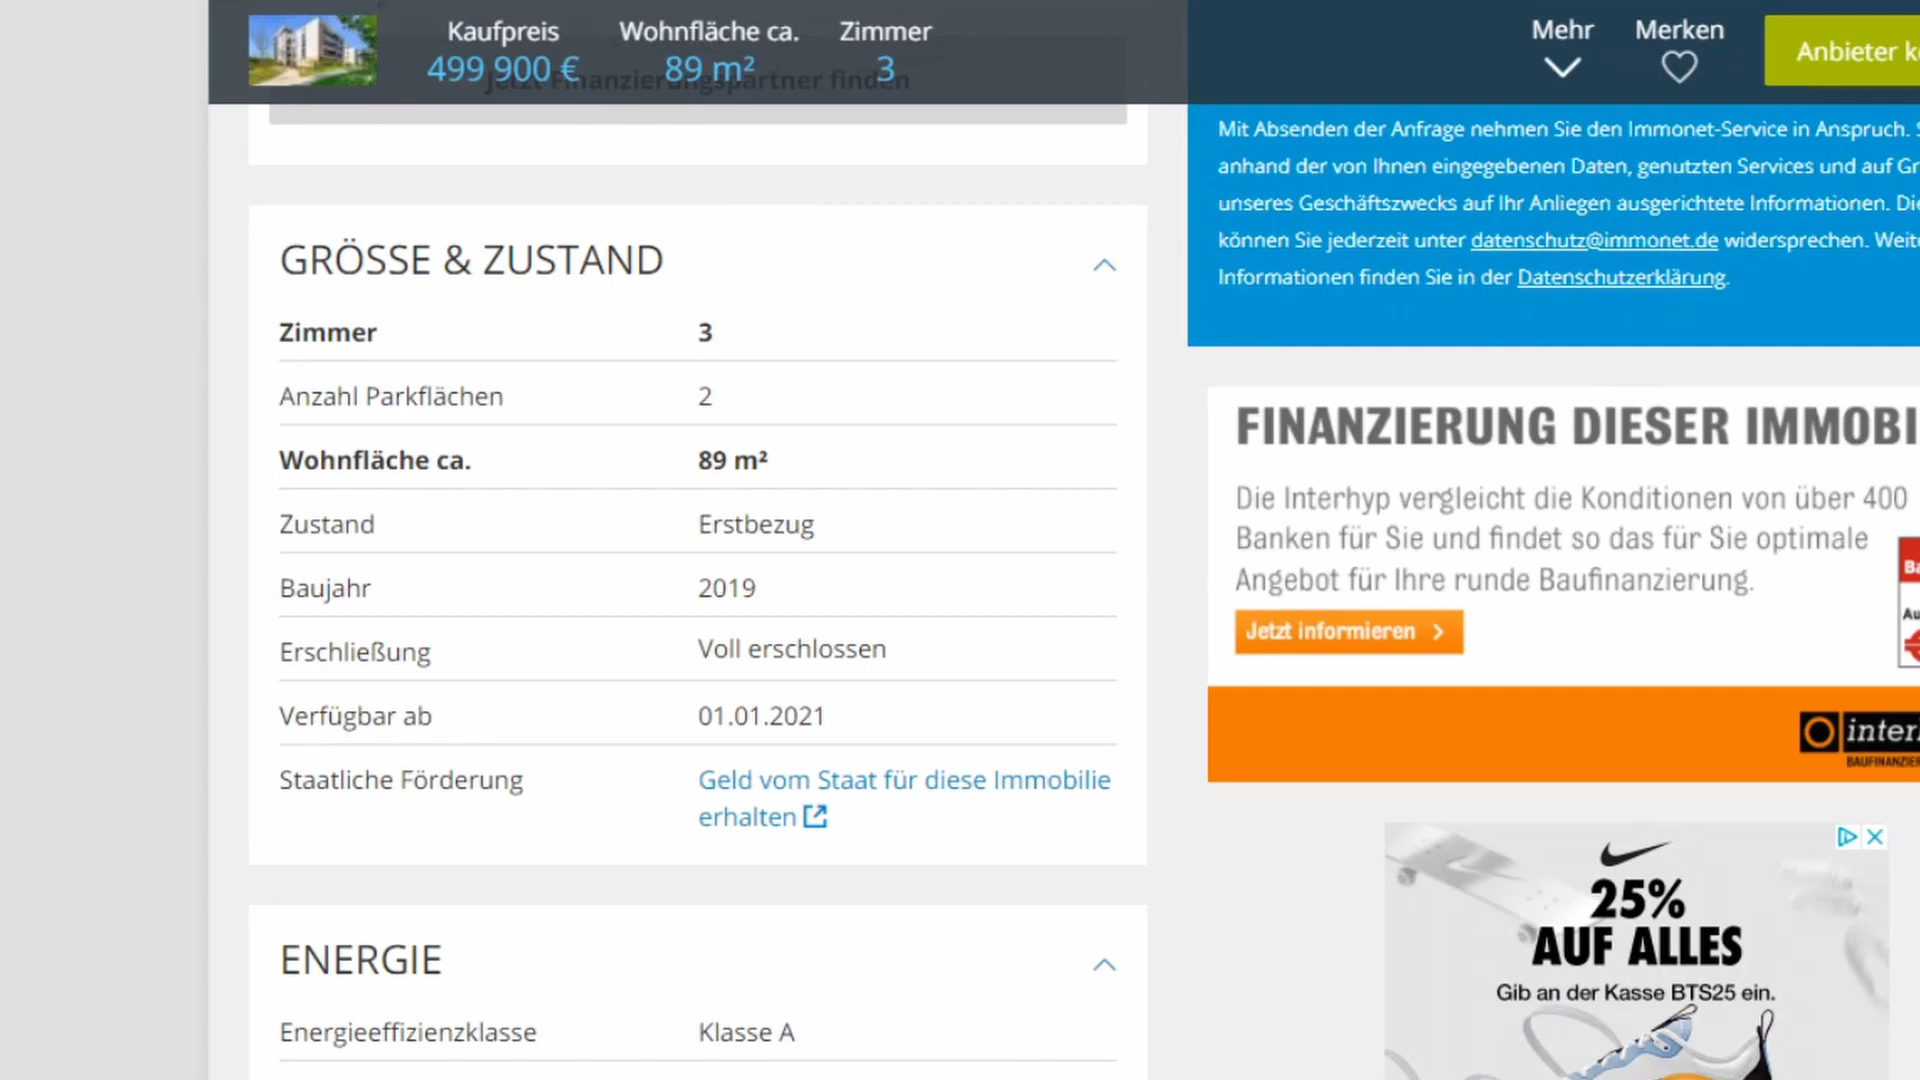 Kaufpreis
499 900 €
Wohnfläche ca.
89 m²
Zimmer
3
Mehr
Merken
Anbieter
Jetzt Finanzierungspartner finden
Mit Absenden der Anfrage nehmen Sie den Immonet-Service in Anspruch.
anhand der von Ihnen eingegebenen Daten, genutzten Services und auf
unseres Geschäftszwecks auf Ihr Anliegen ausgerichtete Informationen.
können Sie jederzeit unter datenschutz@immonet.de widersprechen.
Informationen finden Sie in der Datenschutzerklärung.
GRÖSSE & ZUSTAND
Zimmer 3
Anzahl Parkflächen 2
Wohnfläche ca. 89 m²
Zustand Erstbezug
Baujahr 2019
Erschließung Voll erschlossen
Verfügbar ab 01.01.2021
Staatliche Förderung Geld vom Staat für diese Immobilie
erhalten
ENERGIE
Energieeffizienzklasse Klasse A
FINANZIERUNG DIESER
Die Interhyp vergleicht die Konditionen von über 400
Banken für Sie und findet so das für Sie optimale
Angebot für Ihre runde Baufinanzierung.
Jetzt informieren
25%
AUF ALLES
Gib an der Kasse BTS25 ein.